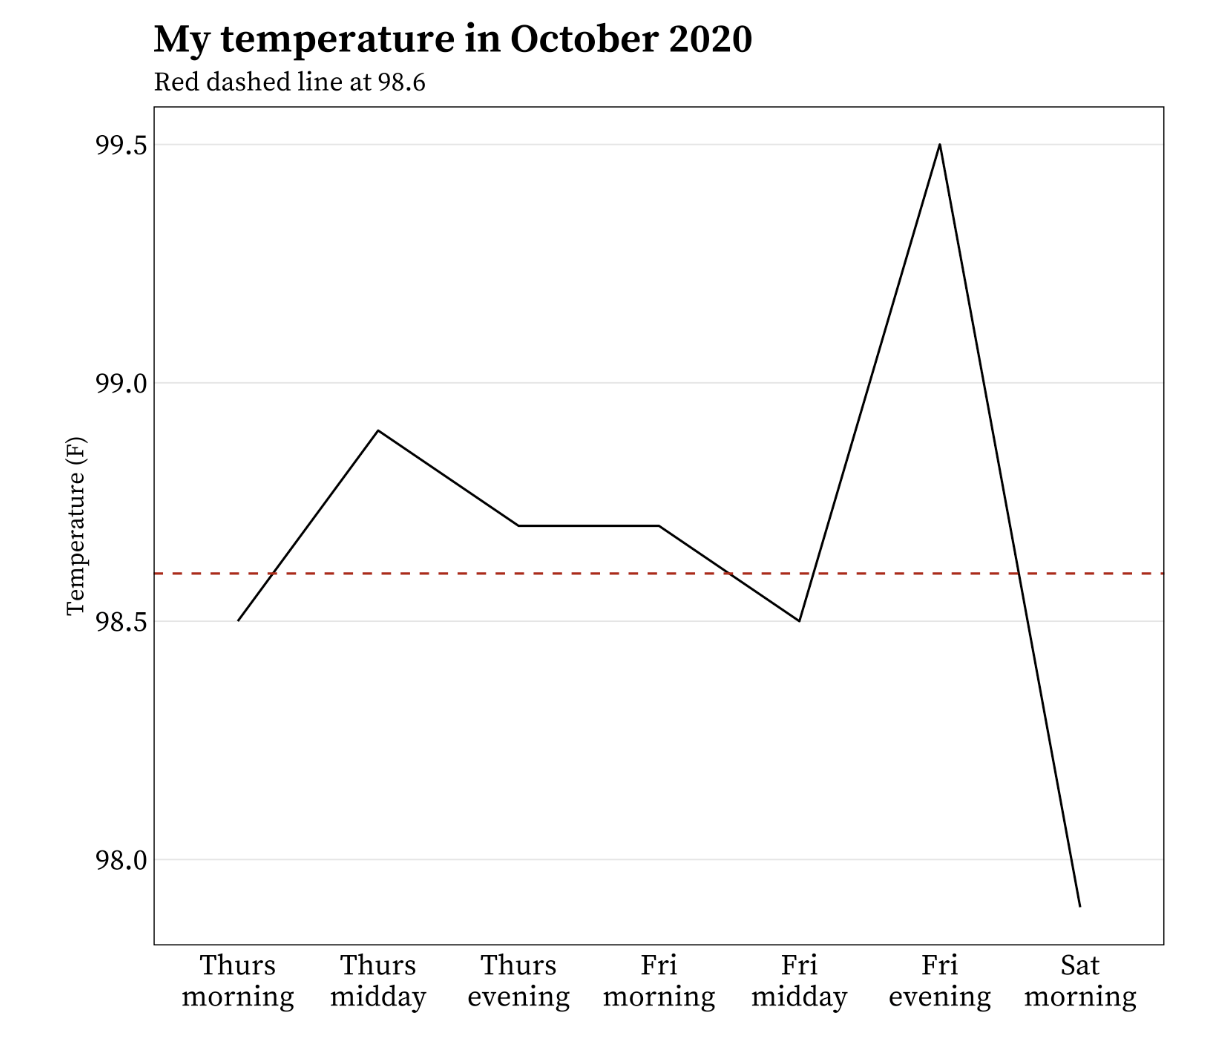 My temperature in October 2020
Red dashed line at 98.6
99.5
99.0
98.5
98.0
Temperature (F)
Thurs morning
Thurs midday
Thurs evening
Fri morning
Fri midday
Fri evening
Sat morning